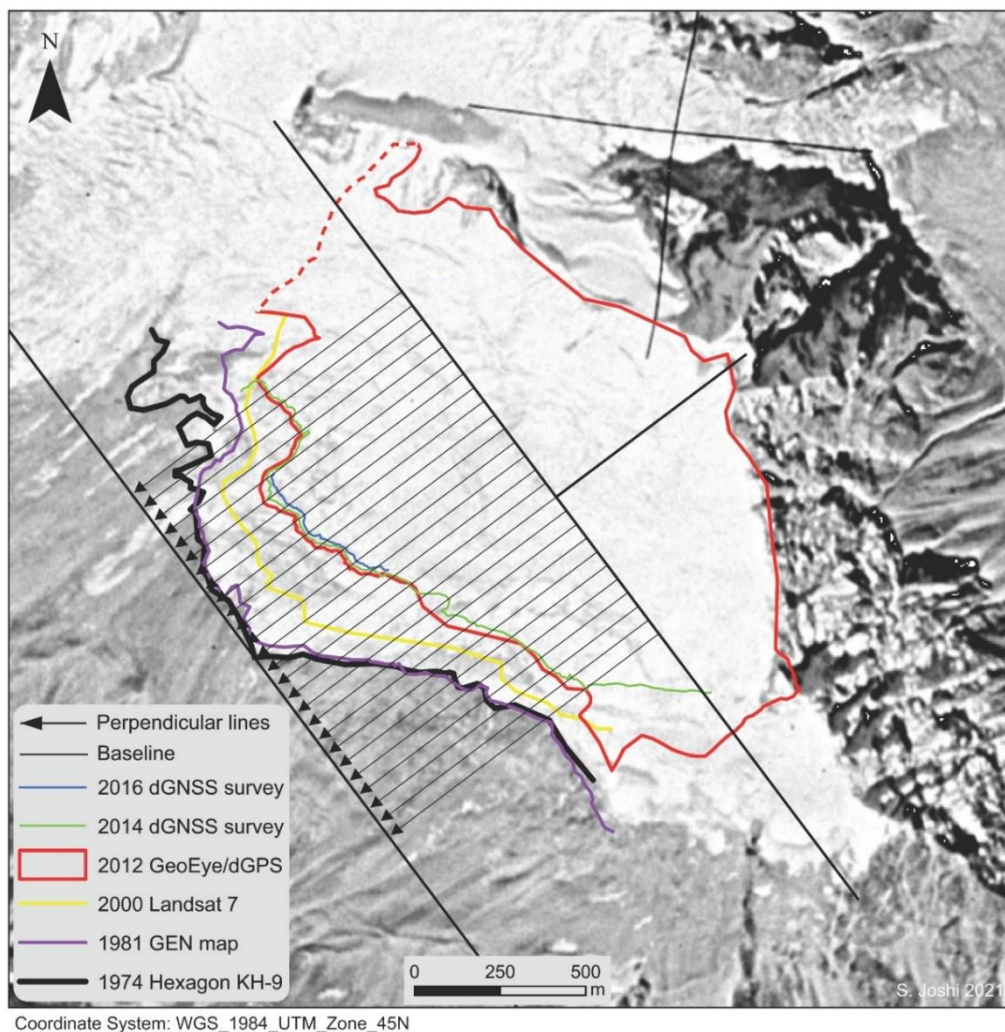 N
Perpendicular lines
Baseline
2016 dGNSS survey
2014 dGNSS survey
2012 GeoEye/dGPS
2000 Landsat 7
1981 GEN map
1974 Hexagon KH-9
0 250 500
m
S. Joshi 2021
Coordinate System: WGS_1984_UTM_Zone_45N